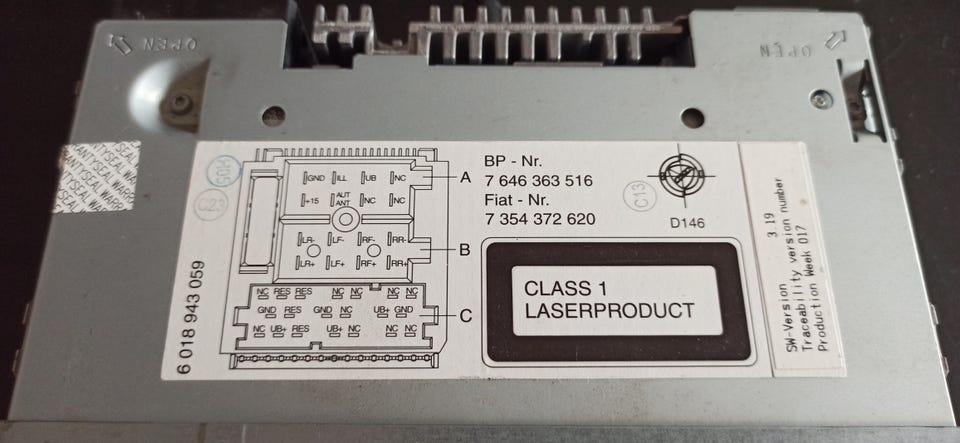 OPEN
OPEN
WARRANTYSEAL
BP - Nr.
7 646 363 516
Fiat - Nr.
7 354 372 620
C13
D146
CLASS 1
LASERPRODUCT
SW-Version 3.19
Traceability version number
Production Week 017
6 018 943 059
C23
GND ILL UB NC
A
+15 AUT ANT NC NC
LR- LF- RF- RR-
B
LR+ LF+ RF+ RR+
NC RES RES NC NC NC NC
GND RES GND NC UB+ GND
C
NC UB+ RES UB+ NC NC NC